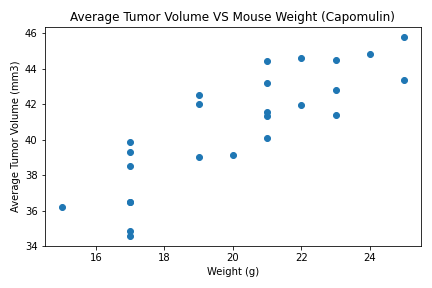 Average Tumor Volume VS Mouse Weight (Capomulin)
46
44
42
40
38
36
34
Average Tumor Volume (mm3)
16 18 20 22 24
Weight (g)